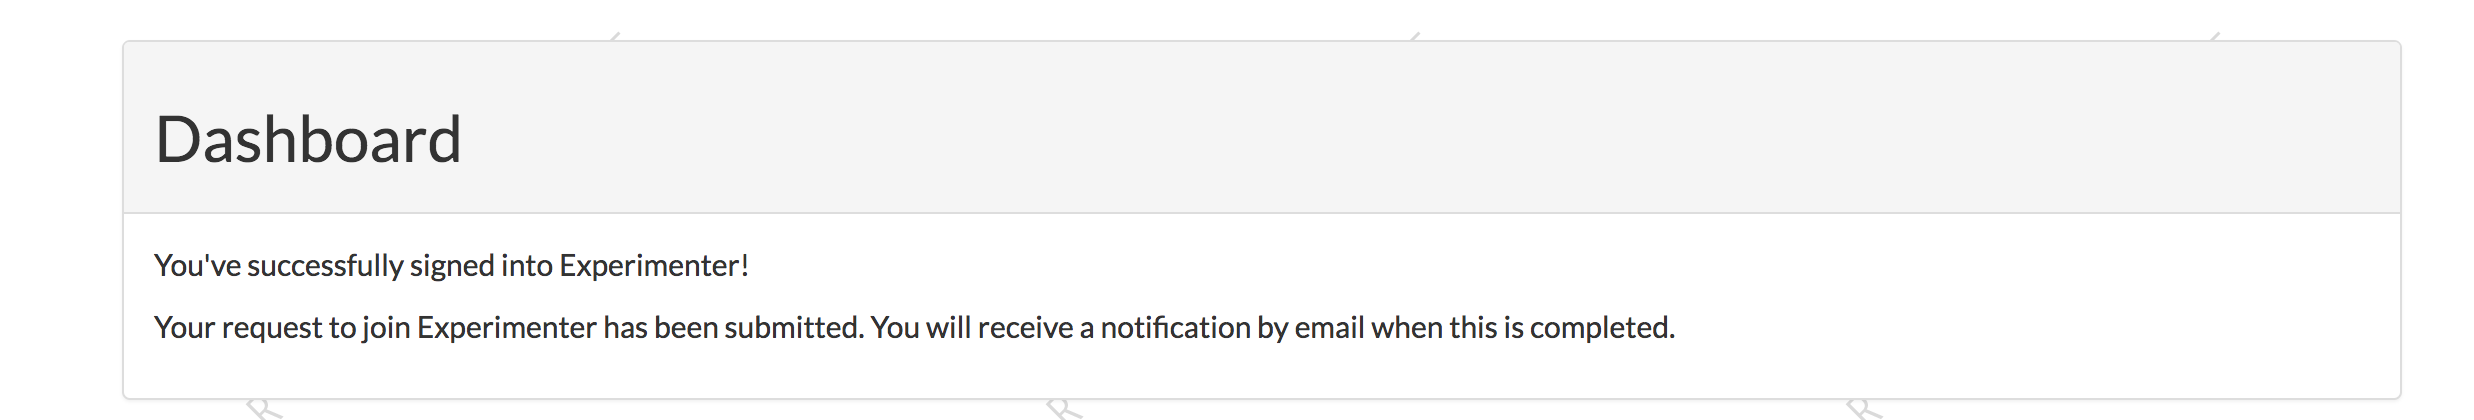 Dashboard
You've successfully signed into Experimenter!
Your request to join Experimenter has been submitted. You will receive a notification by email when this is completed.